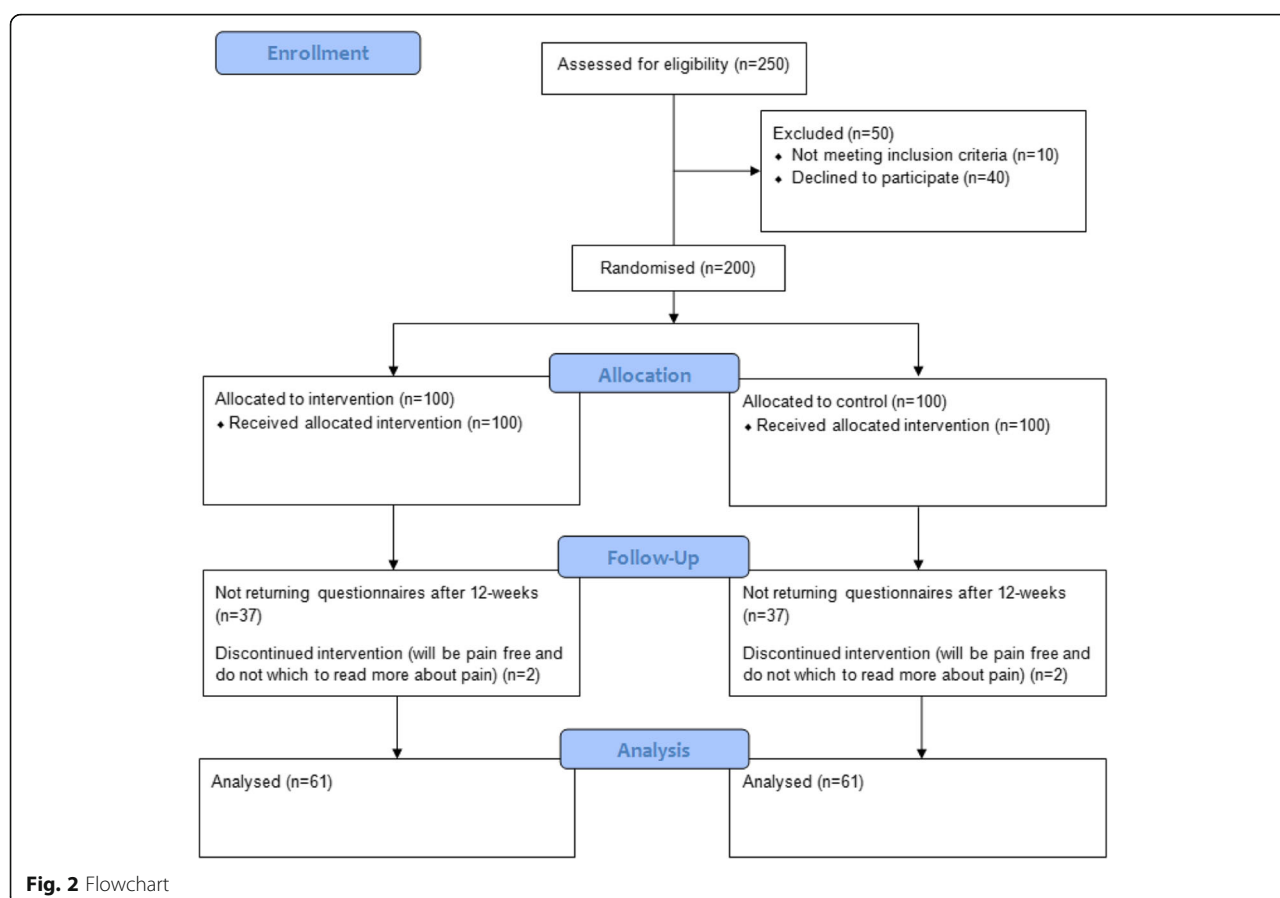 Enrollment
Assessed for eligibility (n=250)
Excluded (n=50)
♦ Not meeting inclusion criteria (n=10)
♦ Declined to participate (n=40)
Randomised (n=200)
Allocation
Allocated to intervention (n=100)
♦ Received allocated intervention (n=100)
Allocated to control (n=100)
♦ Received allocated intervention (n=100)
Follow-Up
Not returning questionnaires after 12-weeks
(n=37)
Discontinued intervention (will be pain free and
do not which to read more about pain) (n=2)
Not returning questionnaires after 12-weeks
(n=37)
Discontinued intervention (will be pain free and
do not which to read more about pain) (n=2)
Analysis
Analysed (n=61)
Analysed (n=61)
Fig. 2 Flowchart